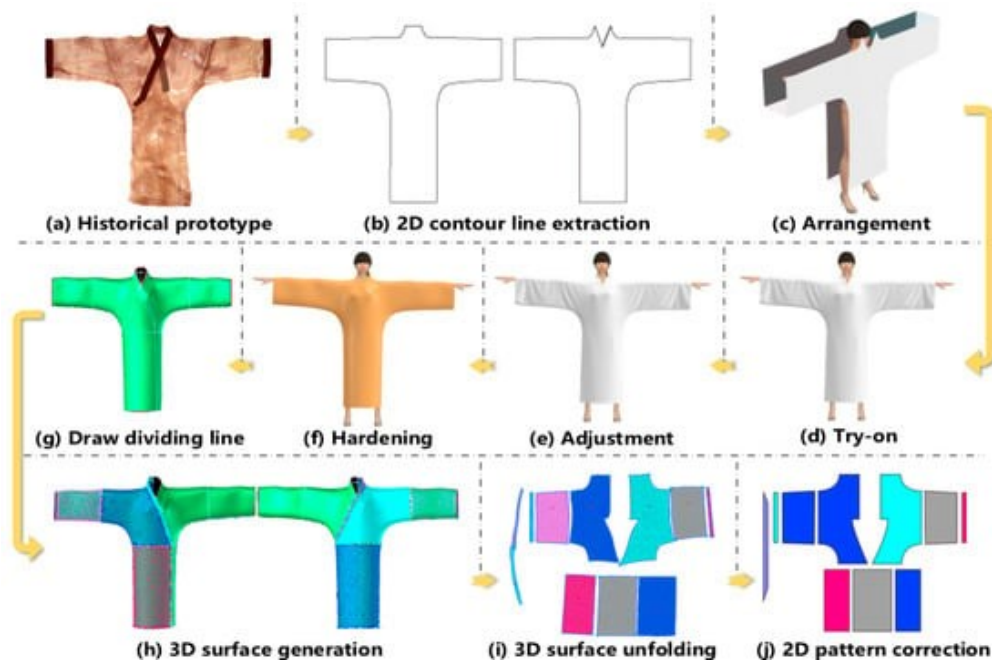 (a) Historical prototype
(b) 2D contour line extraction
(c) Arrangement
(g) Draw dividing line
(f) Hardening
(e) Adjustment
(d) Try-on
(h) 3D surface generation
(i) 3D surface unfolding
(j) 2D pattern correction